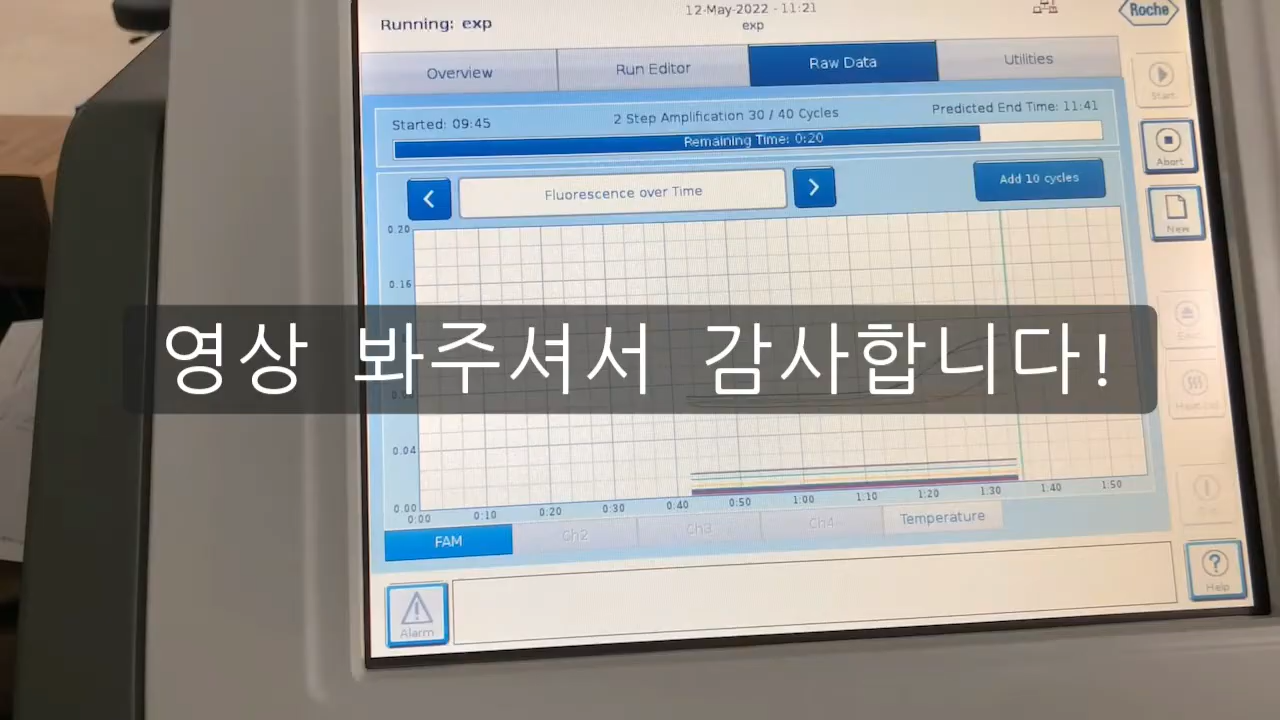 Running: exp
12-May-2022 - 11:21
exp
Roche
Overview
Run Editor
Raw Data
Utilities
Started: 09:45
2 Step Amplification 30 / 40 Cycles
Predicted End Time: 11:41
Remaining Time: 0:20
Start
Abort
New
Fluorescence over Time
Add 10 cycles
0.20
0.16
영상 봐주셔서 감사합니다!
0.04
0.00
0:00
0:10
0:20
0:30
0:40
0:50
1:00
1:10
1:20
1:30
1:40
1:50
FAM
Ch2
Ch3
Ch4
Temperature
Alarm
Help